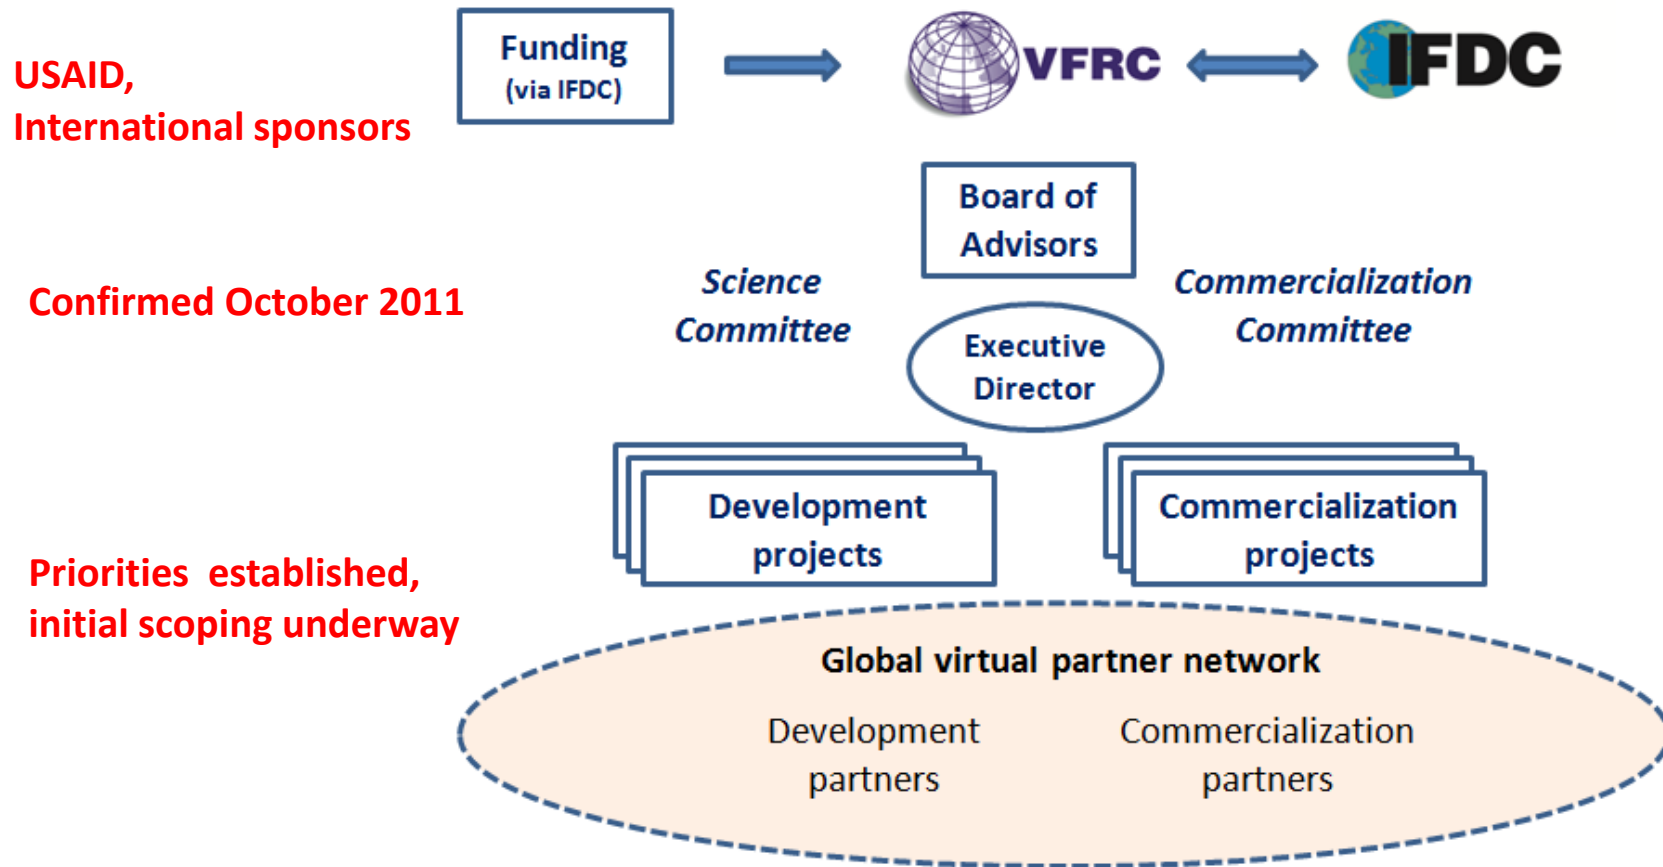 USAID,
International sponsors
Funding
(via IFDC)
VFRC
IFDC
Board of
Advisors
Confirmed October 2011
Science
Committee
Commercialization
Committee
Executive
Director
Development
projects
Commercialization
projects
Priorities  established,
initial scoping underway
Global virtual partner network
Development
partners
Commercialization
partners